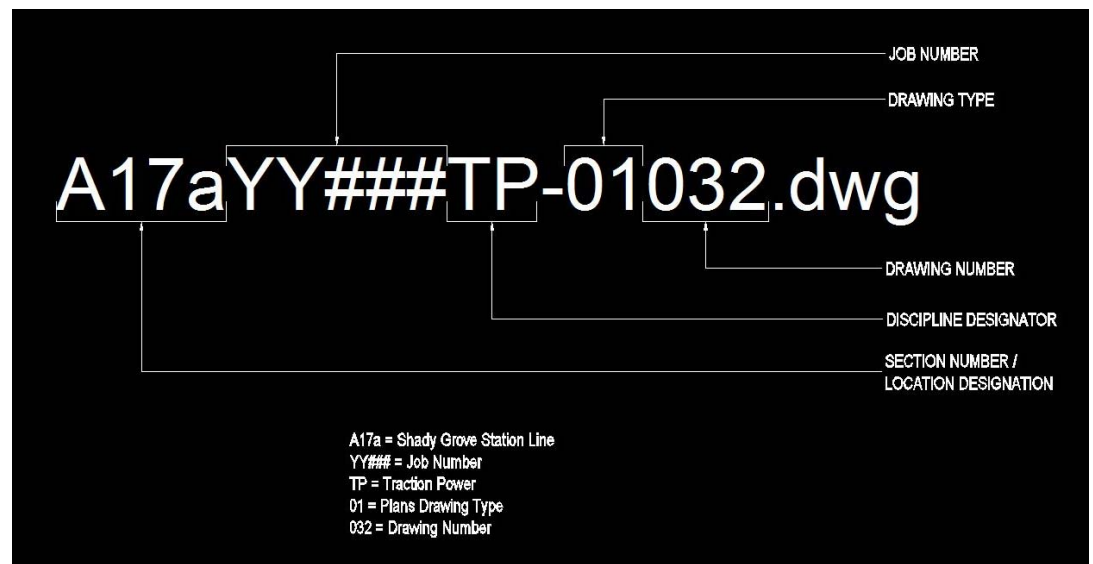 JOB NUMBER
DRAWING TYPE
A17aYY###TP-01032.dwg
DRAWING NUMBER
DISCIPLINE DESIGNATOR
SECTION NUMBER /
LOCATION DESIGNATION
A17a = Shady Grove Station Line
YY### = Job Number
TP = Traction Power
01 = Plans Drawing Type
032 = Drawing Number